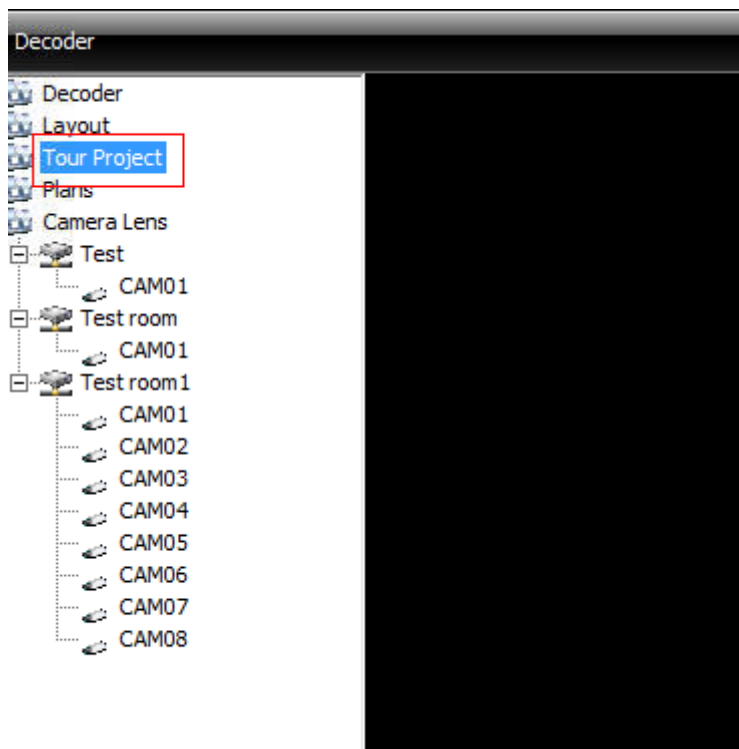 Decoder
Decoder
Layout
Tour Project
Plans
Camera Lens
Test
CAM01
Test room
CAM01
Test room1
CAM01
CAM02
CAM03
CAM04
CAM05
CAM06
CAM07
CAM08